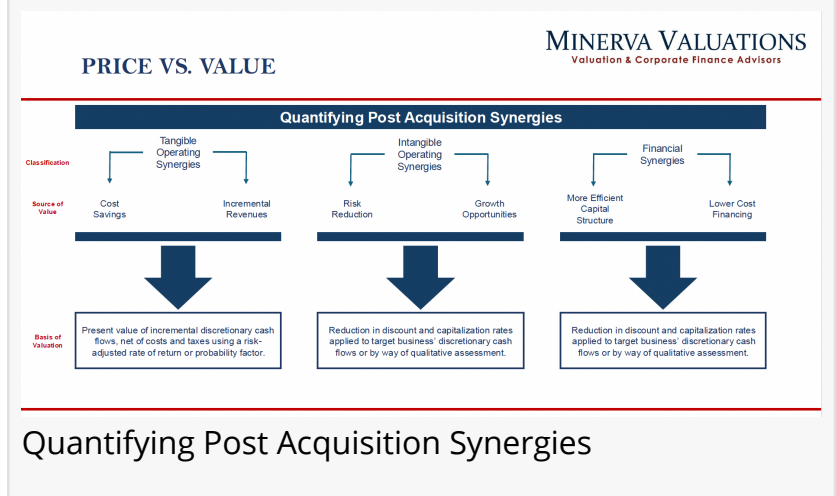 MINERVA VALUATIONS
Valuation & Corporate Finance Advisors
PRICE VS. VALUE
Quantifying Post Acquisition Synergies
Classification
Tangible
Operating
Synergies
Intangible
Operating
Synergies
Financial
Synergies
Source of
Value
Cost
Savings
Incremental
Revenues
Risk
Reduction
Growth
Opportunities
More Efficient
Capital
Structure
Lower Cost
Financing
Basis of
Valuation
Present value of incremental discretionary cash
flows, net of costs and taxes using a risk-
adjusted rate of return or probability factor.
Reduction in discount and capitalization rates
applied to target business' discretionary cash
flows or by way of qualitative assessment.
Reduction in discount and capitalization rates
applied to target business' discretionary cash
flows or by way of qualitative assessment.
Quantifying Post Acquisition Synergies